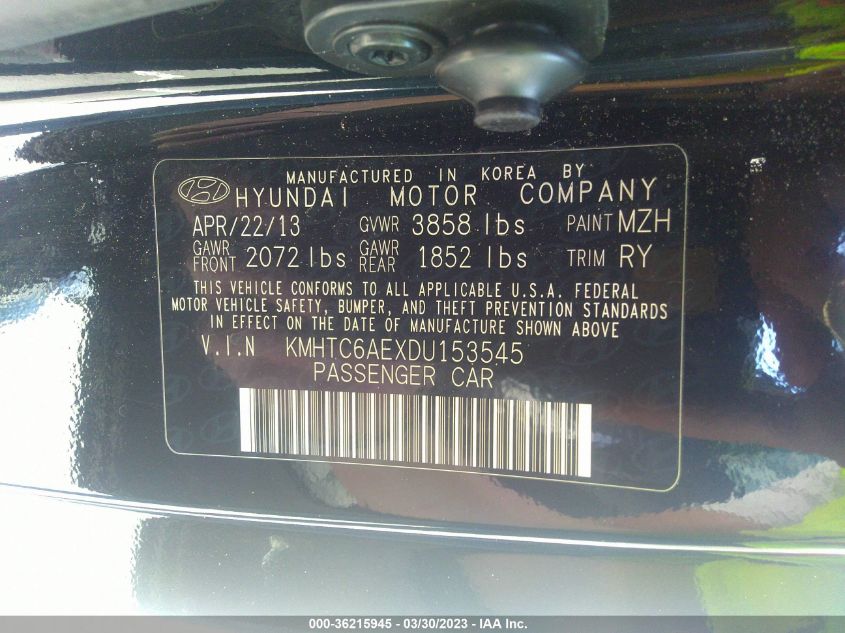 MANUFACTURED IN KOREA BY
HYUNDAI MOTOR COMPANY
APR/22/13 GVWR 3858 lbs PAINT MZH
GAWR FRONT 2072 lbs GAWR REAR 1852 lbs TRIM RY
THIS VEHICLE CONFORMS TO ALL APPLICABLE U.S.A. FEDERAL
MOTOR VEHICLE SAFETY, BUMPER, AND THEFT PREVENTION STANDARDS
IN EFFECT ON THE DATE OF MANUFACTURE SHOWN ABOVE
V.I.N KMHTC6AEXDU153545
PASSENGER CAR
000-36215945 - 03/30/2023 - IAA Inc.